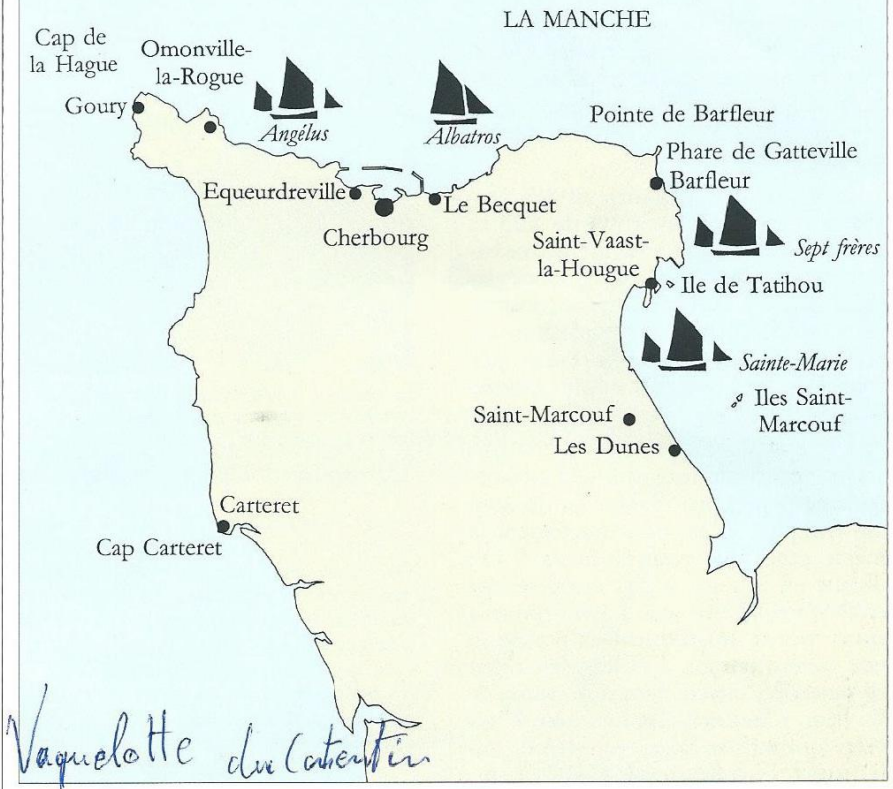 LA MANCHE
Cap de
la Hague
Omonville-
la-Rogue
Goury
Angélus
Albatros
Pointe de Barfleur
Phare de Gatteville
Barfleur
Equeurdreville
Le Becquet
Cherbourg
Saint-Vaast-
la-Hougue
Sept frères
Ile de Tatihou
Sainte-Marie
Iles Saint-
Marcouf
Saint-Marcouf
Les Dunes
Carteret
Cap Carteret
Vaquelotte du Cotentin